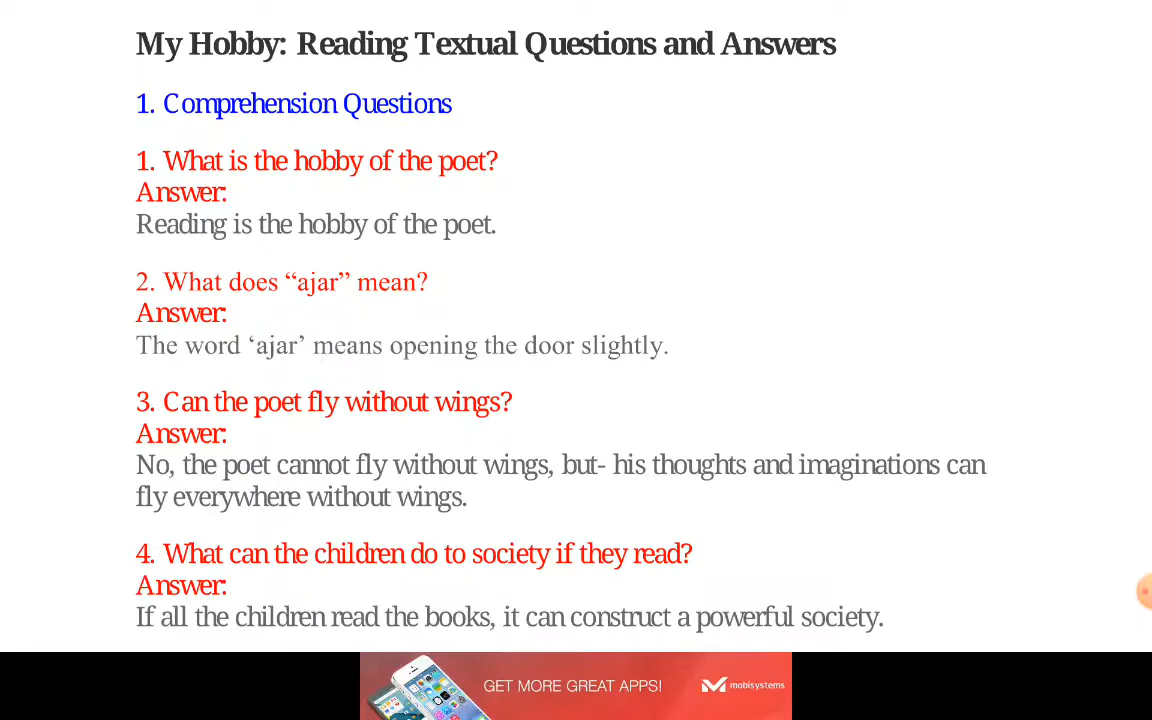 My Hobby: Reading Textual Questions and Answers
1. Comprehension Questions
1. What is the hobby of the poet?
Answer:
Reading is the hobby of the poet.
2. What does “ajar” mean?
Answer:
The word ‘ajar’ means opening the door slightly.
3. Can the poet fly without wings?
Answer:
No, the poet cannot fly without wings, but- his thoughts and imaginations can
fly everywhere without wings.
4. What can the children do to society if they read?
Answer:
If all the children read the books, it can construct a powerful society.
GET MORE GREAT APPS! mobisystems